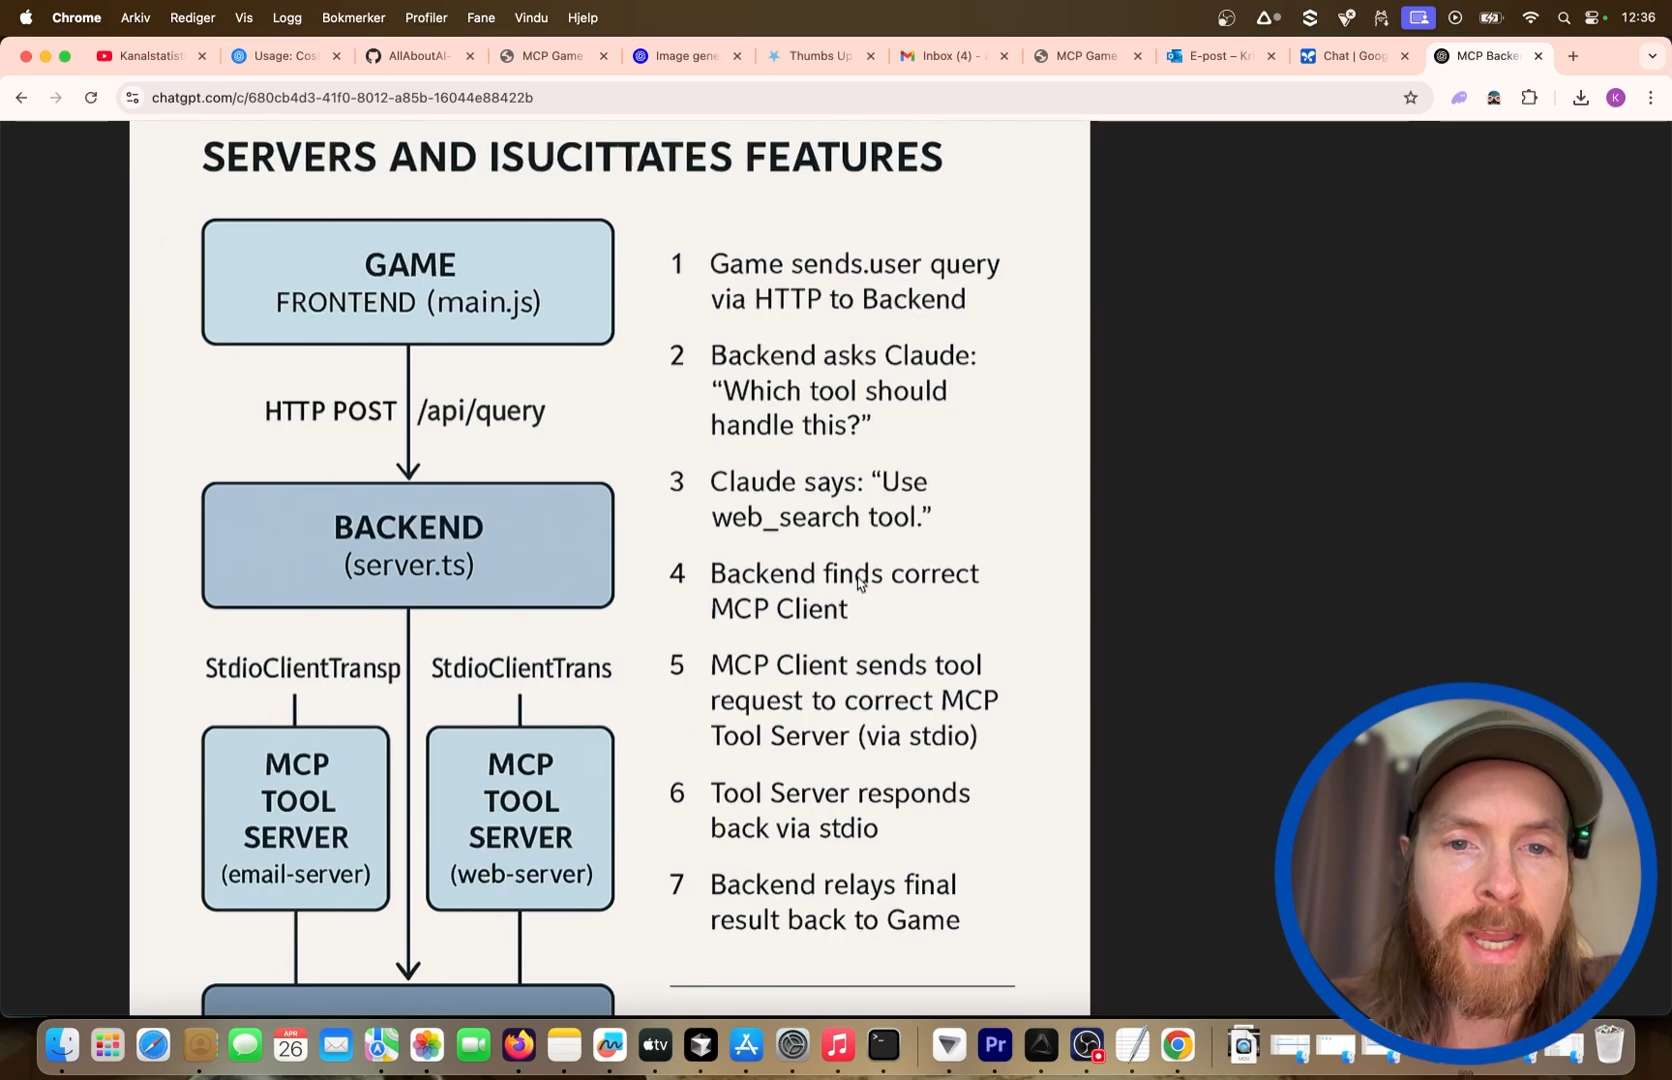 Chrome Arkiv Rediger Vis Logg Bokmerker Profiler Fane Vindu Hjelp 12:36
Kanalstatisti Usage: Cost AllAboutAI- MCP Game Image gene Thumbs Up MCP Game E-post – Kri Chat | Goog MCP Backe
Inbox (4) -
chatgpt.com/c/680cb4d3-41f0-8012-a85b-16044e88422b
K
SERVERS AND ISUCITTATES FEATURES
GAME
FRONTEND (main.js)
HTTP POST /api/query
BACKEND
(server.ts)
StdioClientTransp StdioClientTrans
MCP
TOOL
SERVER
(email-server)
MCP
TOOL
SERVER
(web-server)
1 Game sends.user query
via HTTP to Backend
2 Backend asks Claude:
“Which tool should
handle this?”
3 Claude says: “Use
web_search tool.”
4 Backend finds correct
MCP Client
5 MCP Client sends tool
request to correct MCP
Tool Server (via stdio)
6 Tool Server responds
back via stdio
7 Backend relays final
result back to Game
APR
26
tv
Pr